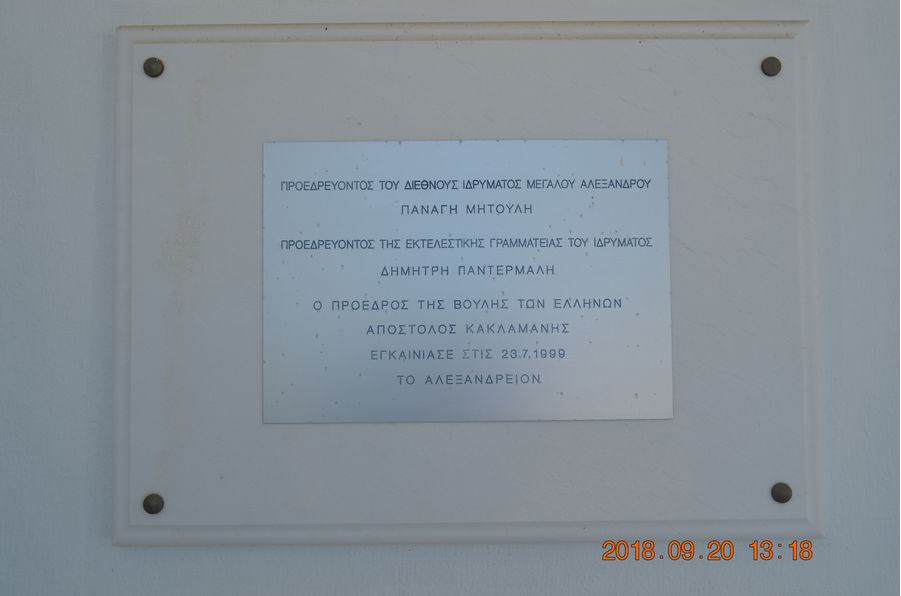 ΠΡΟΕΔΡΕΥΟΝΤΟΣ ΤΟΥ ΔΙΕΘΝΟΥΣ ΙΔΡΥΜΑΤΟΣ ΜΕΓΑΛΟΥ ΑΛΕΞΑΝΔΡΟΥ
ΠΑΝΑΓΗ ΜΗΤΟΥΛΗ
ΠΡΟΕΔΡΕΥΟΝΤΟΣ ΤΗΣ ΕΚΤΕΛΕΣΤΙΚΗΣ ΓΡΑΜΜΑΤΕΙΑΣ ΤΟΥ ΙΔΡΥΜΑΤΟΣ
ΔΗΜΗΤΡΗ ΠΑΝΤΕΡΜΑΛΗ
Ο ΠΡΟΕΔΡΟΣ ΤΗΣ ΒΟΥΛΗΣ ΤΩΝ ΕΛΛΗΝΩΝ
ΑΠΟΣΤΟΛΟΣ ΚΑΚΛΑΜΑΝΗΣ
ΕΓΚΑΙΝΙΑΣΕ ΣΤΙΣ 23.7.1999
ΤΟ ΑΛΕΞΑΝΔΡΕΙΟΝ
2018.09.20 13:18